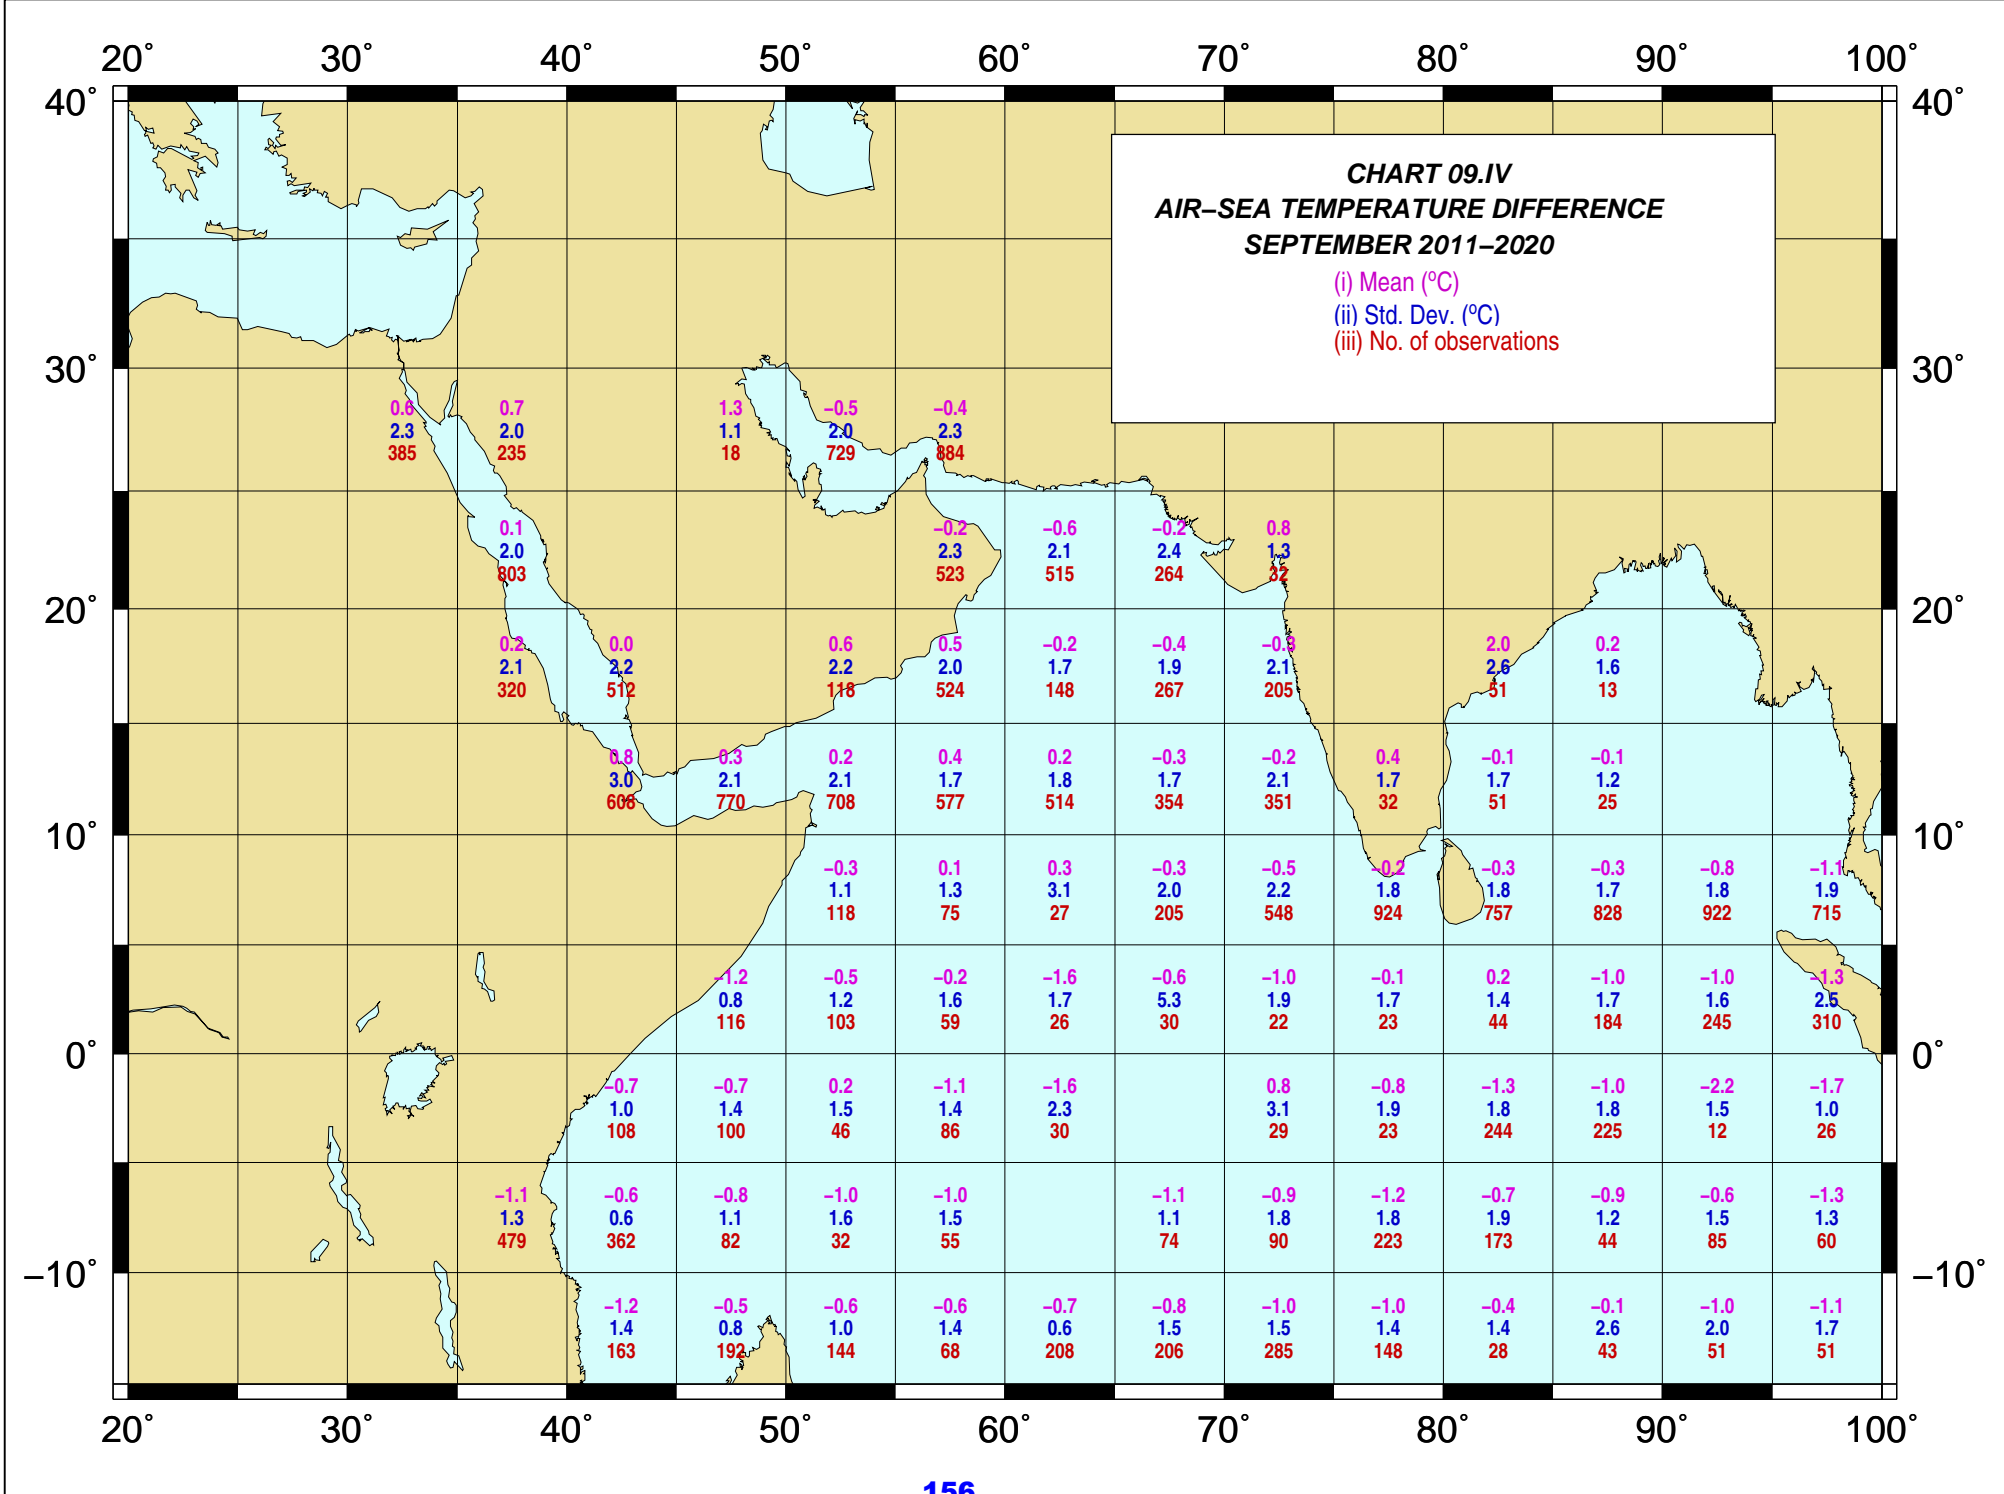 20° 30° 40° 50° 60° 70° 80° 90° 100°
40° 40°
CHART 09.IV
AIR–SEA TEMPERATURE DIFFERENCE
SEPTEMBER 2011–2020
(i) Mean (°C)
(ii) Std. Dev. (°C)
(iii) No. of observations
30° 30°
0.6 0.7 1.3 –0.5 –0.4
2.3 2.0 1.1 2.0 2.3
385 235 18 729 884
0.1 –0.2 –0.6 –0.2 0.8
2.0 2.3 2.1 2.4 1.3
803 523 515 264 32
20° 20°
0.2 0.0 0.6 0.5 –0.2 –0.4 –0.3 2.0 0.2
2.1 2.2 2.2 2.0 1.7 1.9 2.1 2.6 1.6
320 512 118 524 148 267 205 51 13
0.8 0.3 0.2 0.4 0.2 –0.3 –0.2 0.4 –0.1 –0.1
3.0 2.1 2.1 1.7 1.8 1.7 2.1 1.7 1.7 1.2
770 708 577 514 354 351 32 51 25
10° 10°
–0.3 0.1 0.3 –0.3 –0.5 –0.2 –0.3 –0.3 –0.8 –1.1
1.1 1.3 3.1 2.0 2.2 1.8 1.8 1.7 1.8 1.9
118 75 27 205 548 924 757 828 922 715
–1.2 –0.5 –0.2 –1.6 –0.6 –1.0 –0.1 0.2 –1.0 –1.0 –1.3
0.8 1.2 1.6 1.7 5.3 1.9 1.7 1.4 1.7 1.6 2.5
116 103 59 26 30 22 23 44 184 245 310
0° 0°
–0.7 –0.7 0.2 –1.1 –1.6 0.8 –0.8 –1.3 –1.0 –2.2 –1.7
1.0 1.4 1.5 1.4 2.3 3.1 1.9 1.8 1.8 1.5 1.0
108 100 46 86 30 29 23 244 225 12 26
–1.1 –0.6 –0.8 –1.0 –1.0 –1.1 –0.9 –1.2 –0.7 –0.9 –0.6 –1.3
1.3 0.6 1.1 1.6 1.5 1.1 1.8 1.8 1.9 1.2 1.5 1.3
479 362 82 32 55 74 90 223 173 44 85 60
–10° –10°
–1.2 –0.5 –0.6 –0.6 –0.7 –0.8 –1.0 –1.0 –0.4 –0.1 –1.0 –1.1
1.4 0.8 1.0 1.4 0.6 1.5 1.5 1.4 1.4 2.6 2.0 1.7
163 192 144 68 208 206 285 148 28 43 51 51
20° 30° 40° 50° 60° 70° 80° 90° 100°
156